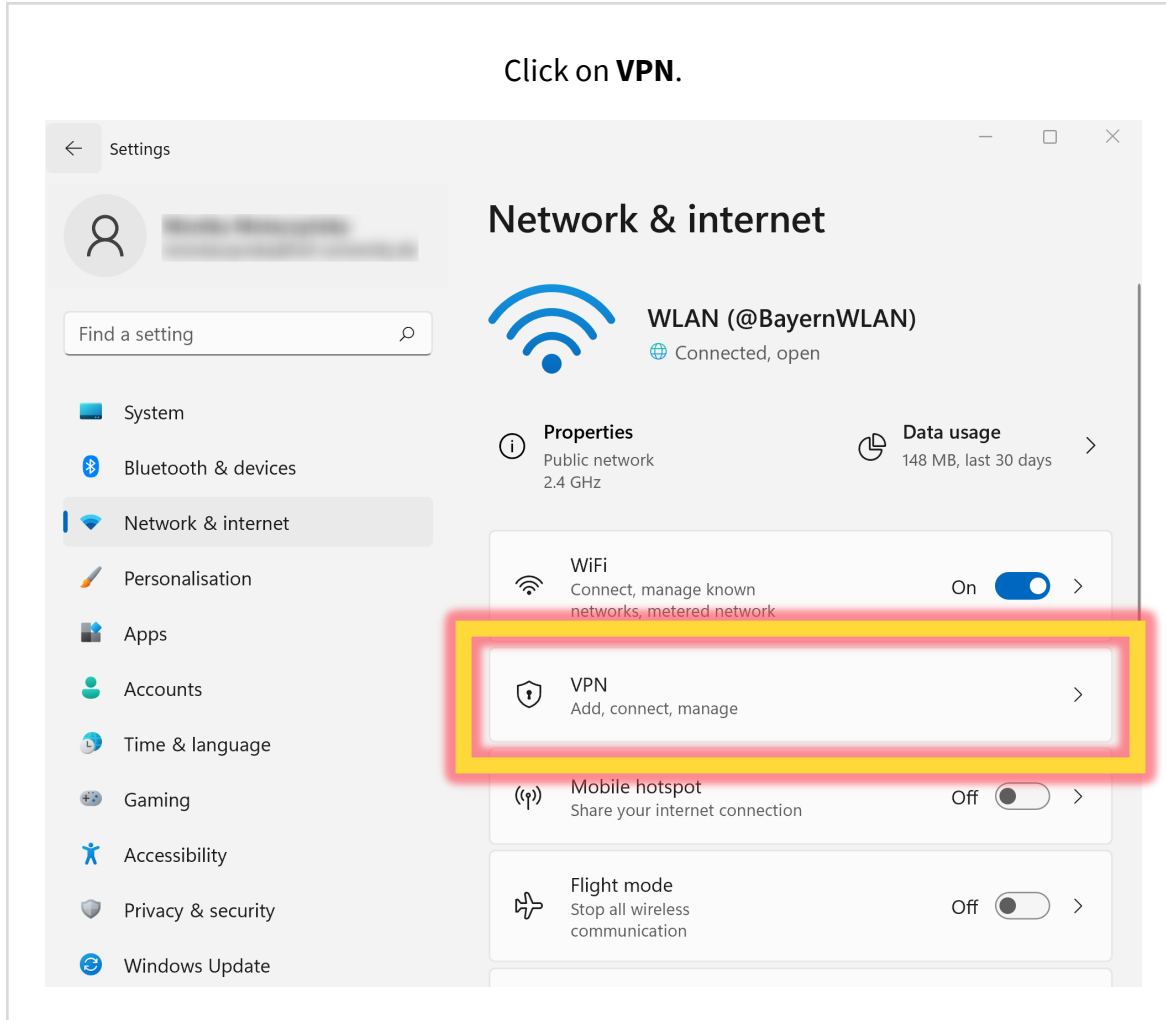 Click on VPN.
Settings
Find a setting
System
Bluetooth & devices
Network & internet
Personalisation
Apps
Accounts
Time & language
Gaming
Accessibility
Privacy & security
Windows Update
Network & internet
WLAN (@BayernWLAN)
Connected, open
Properties
Public network
2.4 GHz
Data usage
148 MB, last 30 days
WiFi
Connect, manage known
networks, metered network
On
VPN
Add, connect, manage
Mobile hotspot
Share your internet connection
Off
Flight mode
Stop all wireless
communication
Off